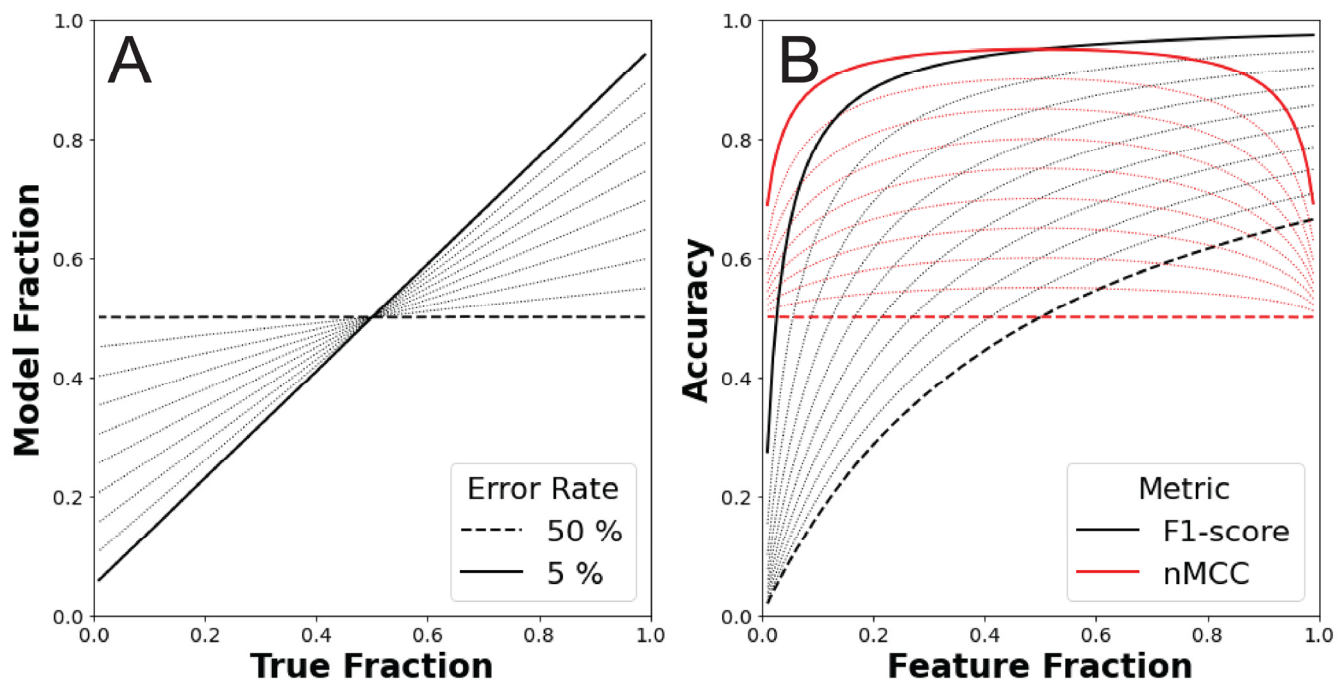 A
Model Fraction
1.0
0.8
0.6
0.4
0.2
0.0
0.0 0.2 0.4 0.6 0.8 1.0
True Fraction
Error Rate
50 %
5 %
B
Accuracy
1.0
0.8
0.6
0.4
0.2
0.0
0.0 0.2 0.4 0.6 0.8 1.0
Feature Fraction
Metric
F1-score
nMCC